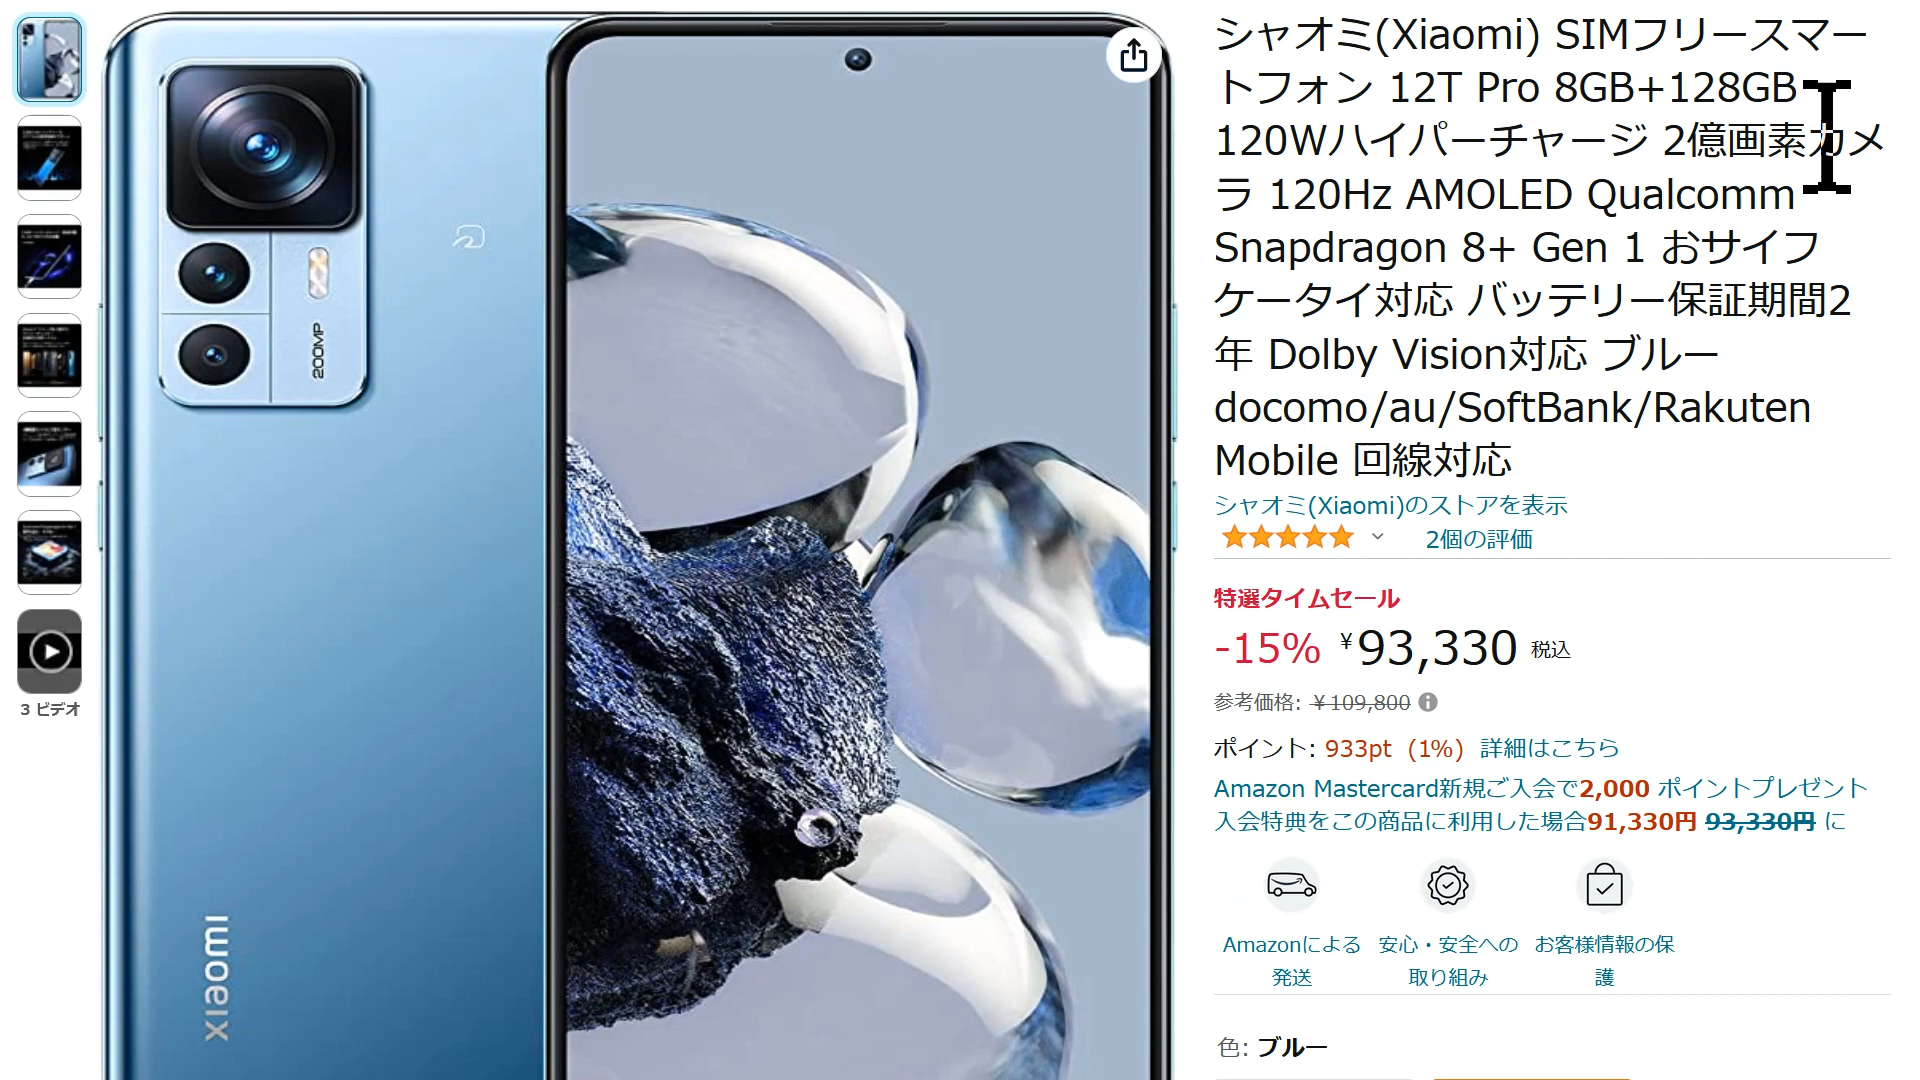 シャオミ(Xiaomi) SIMフリースマー
トフォン 12T Pro 8GB+128GB
120Wハイパーチャージ 2億画素カメ
ラ 120Hz AMOLED Qualcomm
Snapdragon 8+ Gen 1 おサイフ
ケータイ対応 バッテリー保証期間2
年 Dolby Vision対応 ブルー
docomo/au/SoftBank/Rakuten
Mobile 回線対応
シャオミ(Xiaomi)のストアを表示
2個の評価
特選タイムセール
-15% ¥93,330 税込
参考価格: ¥109,800
ポイント: 933pt (1%) 詳細はこちら
Amazon Mastercard新規ご入会で2,000 ポイントプレゼント
入会特典をこの商品に利用した場合91,330円 93,330円 に
Amazonによる
発送
安心・安全への
取り組み
お客様情報の保
護
色: ブルー
200MP
xiaomi
3 ビデオ